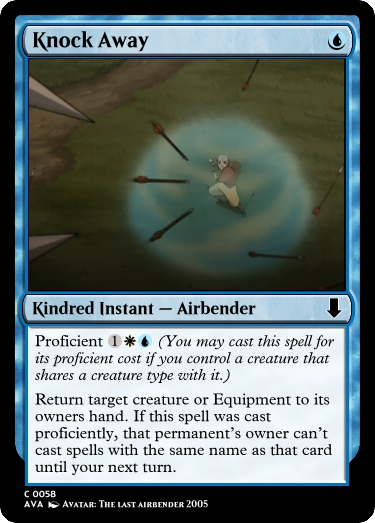 Knock Away
Kindred Instant — Airbender
Proficient 1 (You may cast this spell for
its proficient cost if you control a creature that
shares a creature type with it.)
Return target creature or Equipment to its
owners hand. If this spell was cast
proficiently, that permanent's owner can't
cast spells with the same name as that card
until your next turn.
C 0058
AVA Avatar: The last airbender 2005